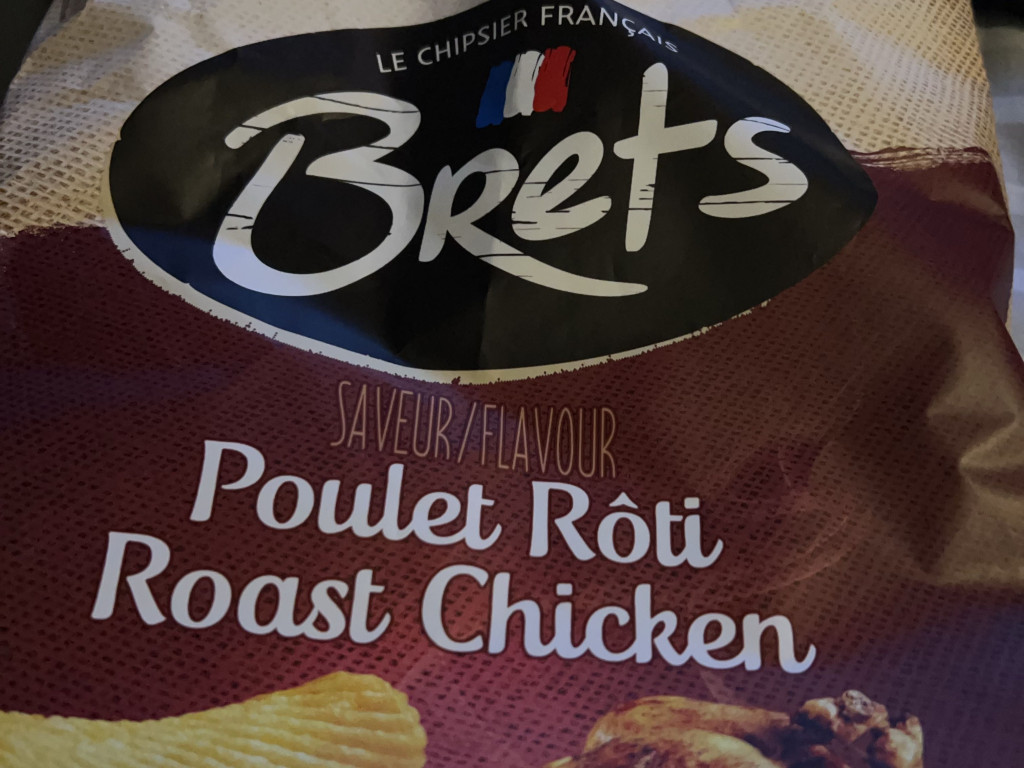 LE CHIPSIER FRANÇAIS
Brets
SAVEUR/FLAVOUR
Poulet Rôti
Roast Chicken